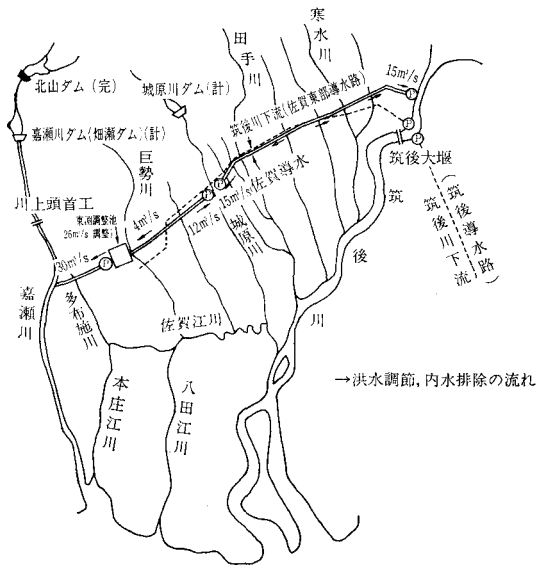 北山ダム(完)
城原川ダム(計)
田手川
寒水川
15m³/s
嘉瀬川ダム(畑瀬ダム)(計)
筑後川下流(佐賀東部導水路)
巨勢川
筑後大堰
川上頭首工
東渕調整池
26m³/s 調整
4m³/s
12m³/s
15m³/s
佐賀導水
城原川
30m³/s
嘉瀬川
多布施川
佐賀江川
筑後川
筑後川下流
(筑後導水路)
本庄江川
八田江川
→洪水調節,内水排除の流れ
P
P
P
P
P
P